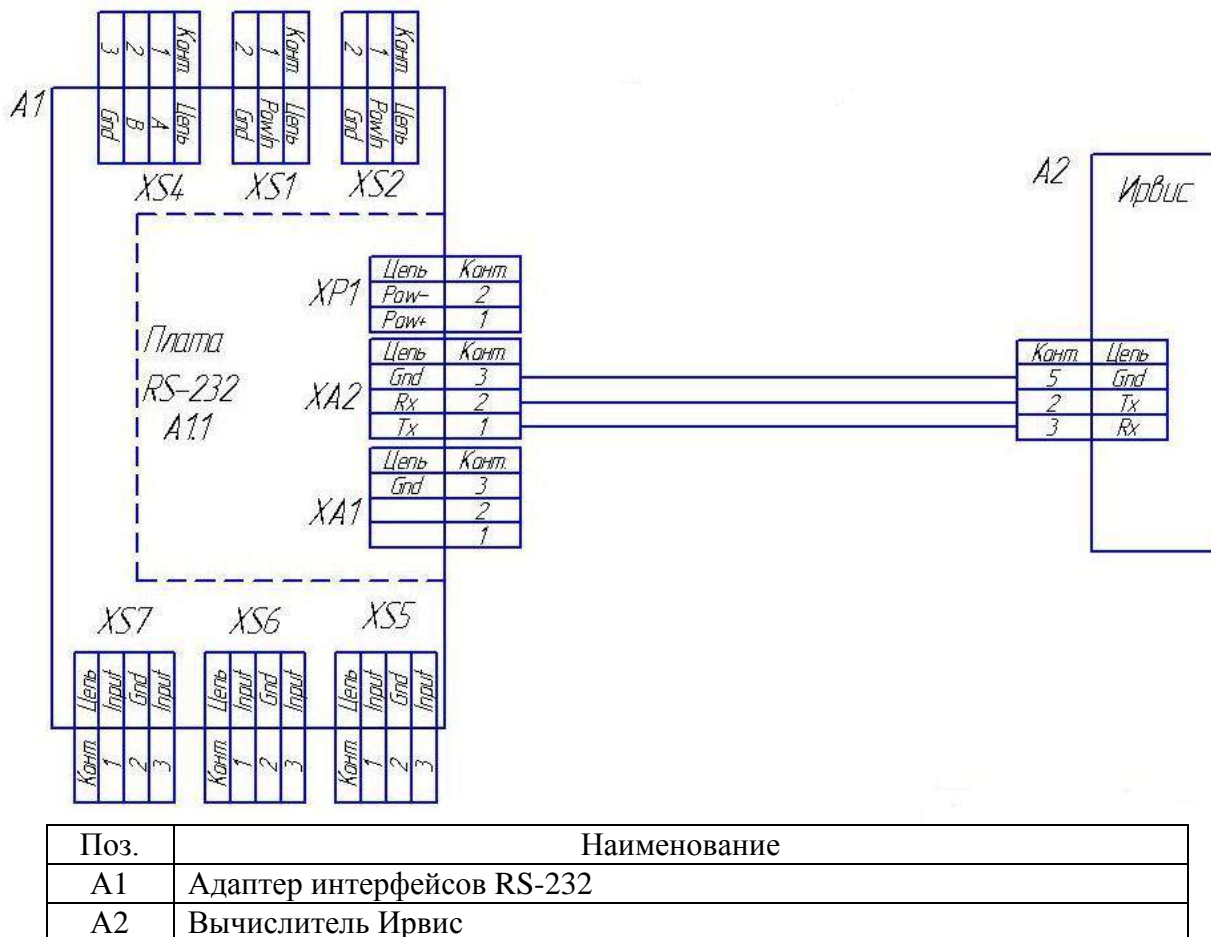 A1
3 2 1 Конт.
Gnd B A Цепь
XS4
2 1 Конт.
Gnd PowIn Цепь
XS1
2 1 Конт.
Gnd PowIn Цепь
XS2
A2
Ирвис
XP1
Цепь Конт.
Pow- 2
Pow+ 1
Плата
RS-232
A1.1
XA2
Цепь Конт.
Gnd 3
Rx 2
Tx 1
Конт. Цепь
5 Gnd
2 Tx
3 Rx
XA1
Цепь Конт.
Gnd 3
2
1
XS7
Цепь Input Gnd Input
Конт. 1 2 3
XS6
Цепь Input Gnd Input
Конт. 1 2 3
XS5
Цепь Input Gnd Input
Конт. 1 2 3
Поз. Наименование
А1 Адаптер интерфейсов RS-232
А2 Вычислитель Ирвис